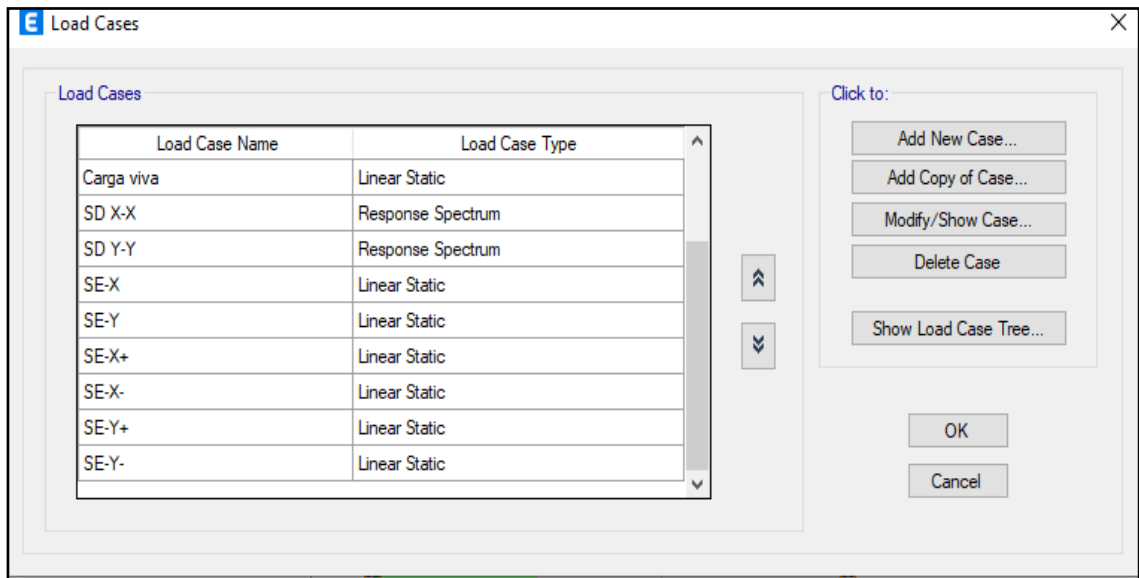 E Load Cases
Load Cases
Load Case Name Load Case Type
Carga viva Linear Static
SD X-X Response Spectrum
SD Y-Y Response Spectrum
SE-X Linear Static
SE-Y Linear Static
SE-X+ Linear Static
SE-X- Linear Static
SE-Y+ Linear Static
SE-Y- Linear Static
Click to:
Add New Case...
Add Copy of Case...
Modify/Show Case...
Delete Case
Show Load Case Tree...
OK
Cancel